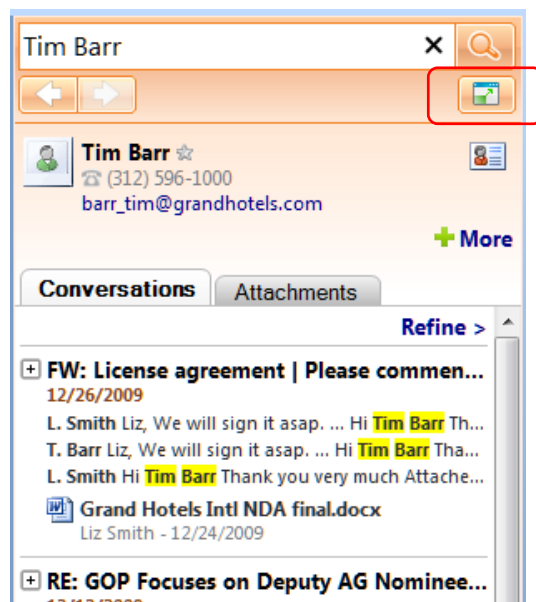 Tim Barr
Tim Barr
(312) 596-1000
barr_tim@grandhotels.com
More
Conversations Attachments
Refine >
FW: License agreement | Please commen...
12/26/2009
L. Smith Liz, We will sign it asap. ... Hi Tim Barr Th...
T. Barr Liz, We will sign it asap. ... Hi Tim Barr Tha...
L. Smith Hi Tim Barr Thank you very much Attache...
Grand Hotels Intl NDA final.docx
Liz Smith - 12/24/2009
RE: GOP Focuses on Deputy AG Nominee...